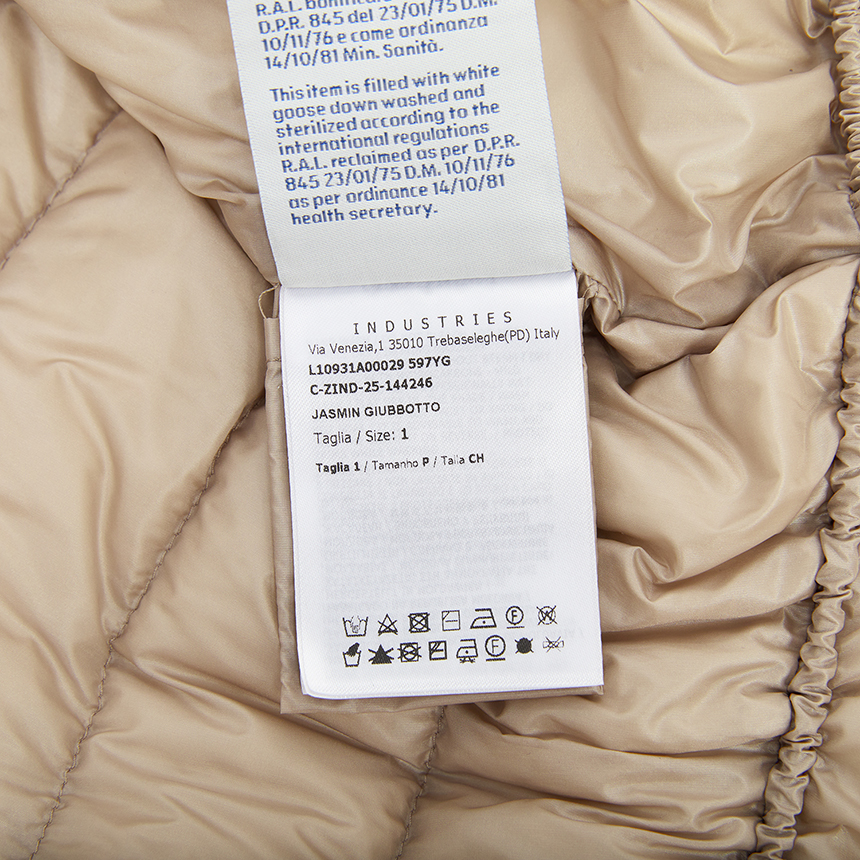 R.A.L. bonificata
D.P.R. 845 del 23/01/75 D.M.
10/11/76 e come ordinanza
14/10/81 Min. Sanità.
This item is filled with white
goose down washed and
sterilized according to the
international regulations
R.A.L. reclaimed as per D.P.R.
845 23/01/75 D.M. 10/11/76
as per ordinance 14/10/81
health secretary.
INDUSTRIES
Via Venezia,1 35010 Trebaseleghe(PD) Italy
L10931A00029 597YG
C-ZIND-25-144246
JASMIN GIUBBOTTO
Taglia / Size: 1
Taglia 1 / Tamanho P / Talla CH